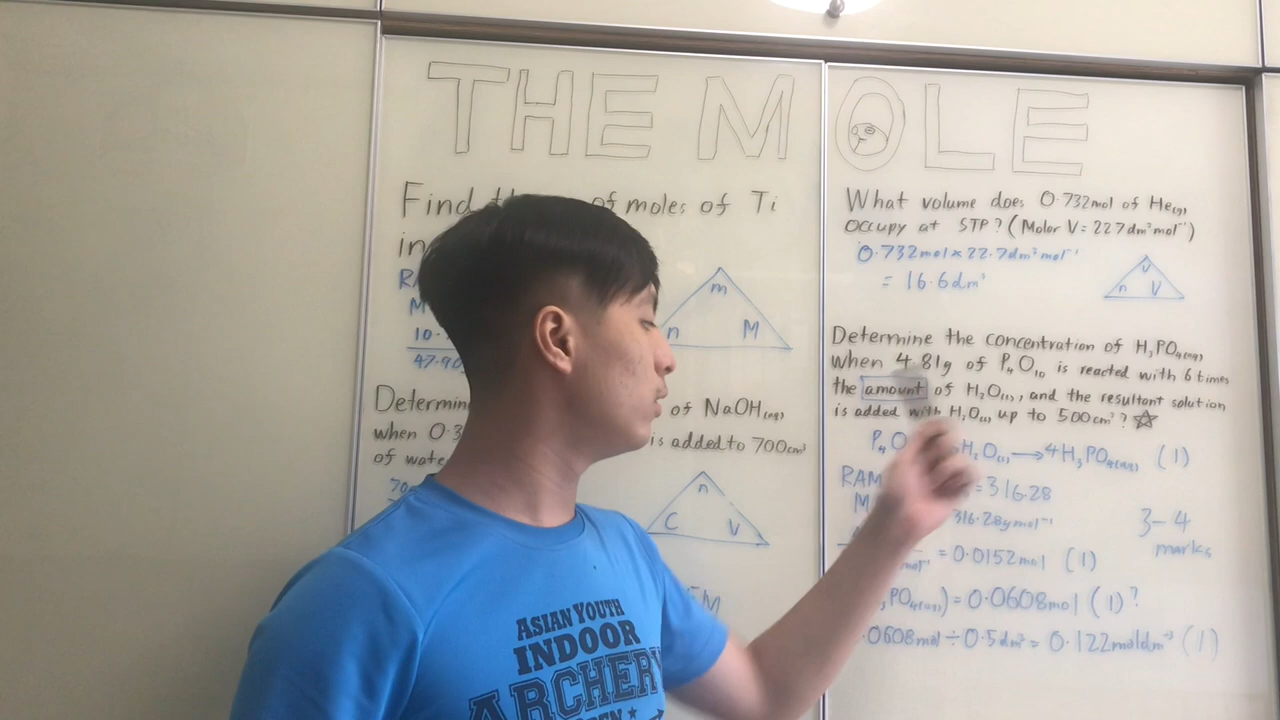 THE MOLE
Find of moles of Ti
in
RA
M
10.
47.90
m
n M
Determin of NaOH(aq)
when 0.3 is added to 700cm³
of wate
70
n
C V
What volume does 0.732mol of He(g)
occupy at STP? (Molar V = 22.7dm³mol⁻¹)
0.732mol × 22.7dm³mol⁻¹
= 16.6dm³
v
n V
Determine the concentration of H₃PO₄(aq)
when 4.81g of P₄O₁₀ is reacted with 6 times
the amount of H₂O(l), and the resultant solution
is added with H₂O(l) up to 500cm³? ☆
P₄O H₂O(l) → 4H₃PO₄(aq) (1)
RAM = 316.28
M 316.28gmol⁻¹
3-4
marks
mol⁻¹ = 0.0152mol (1)
PO₄(aq)) = 0.0608mol (1)?
.0608mol ÷ 0.5dm³ = 0.122moldm⁻³ (1)
ASIAN YOUTH
INDOOR
ARCHERY